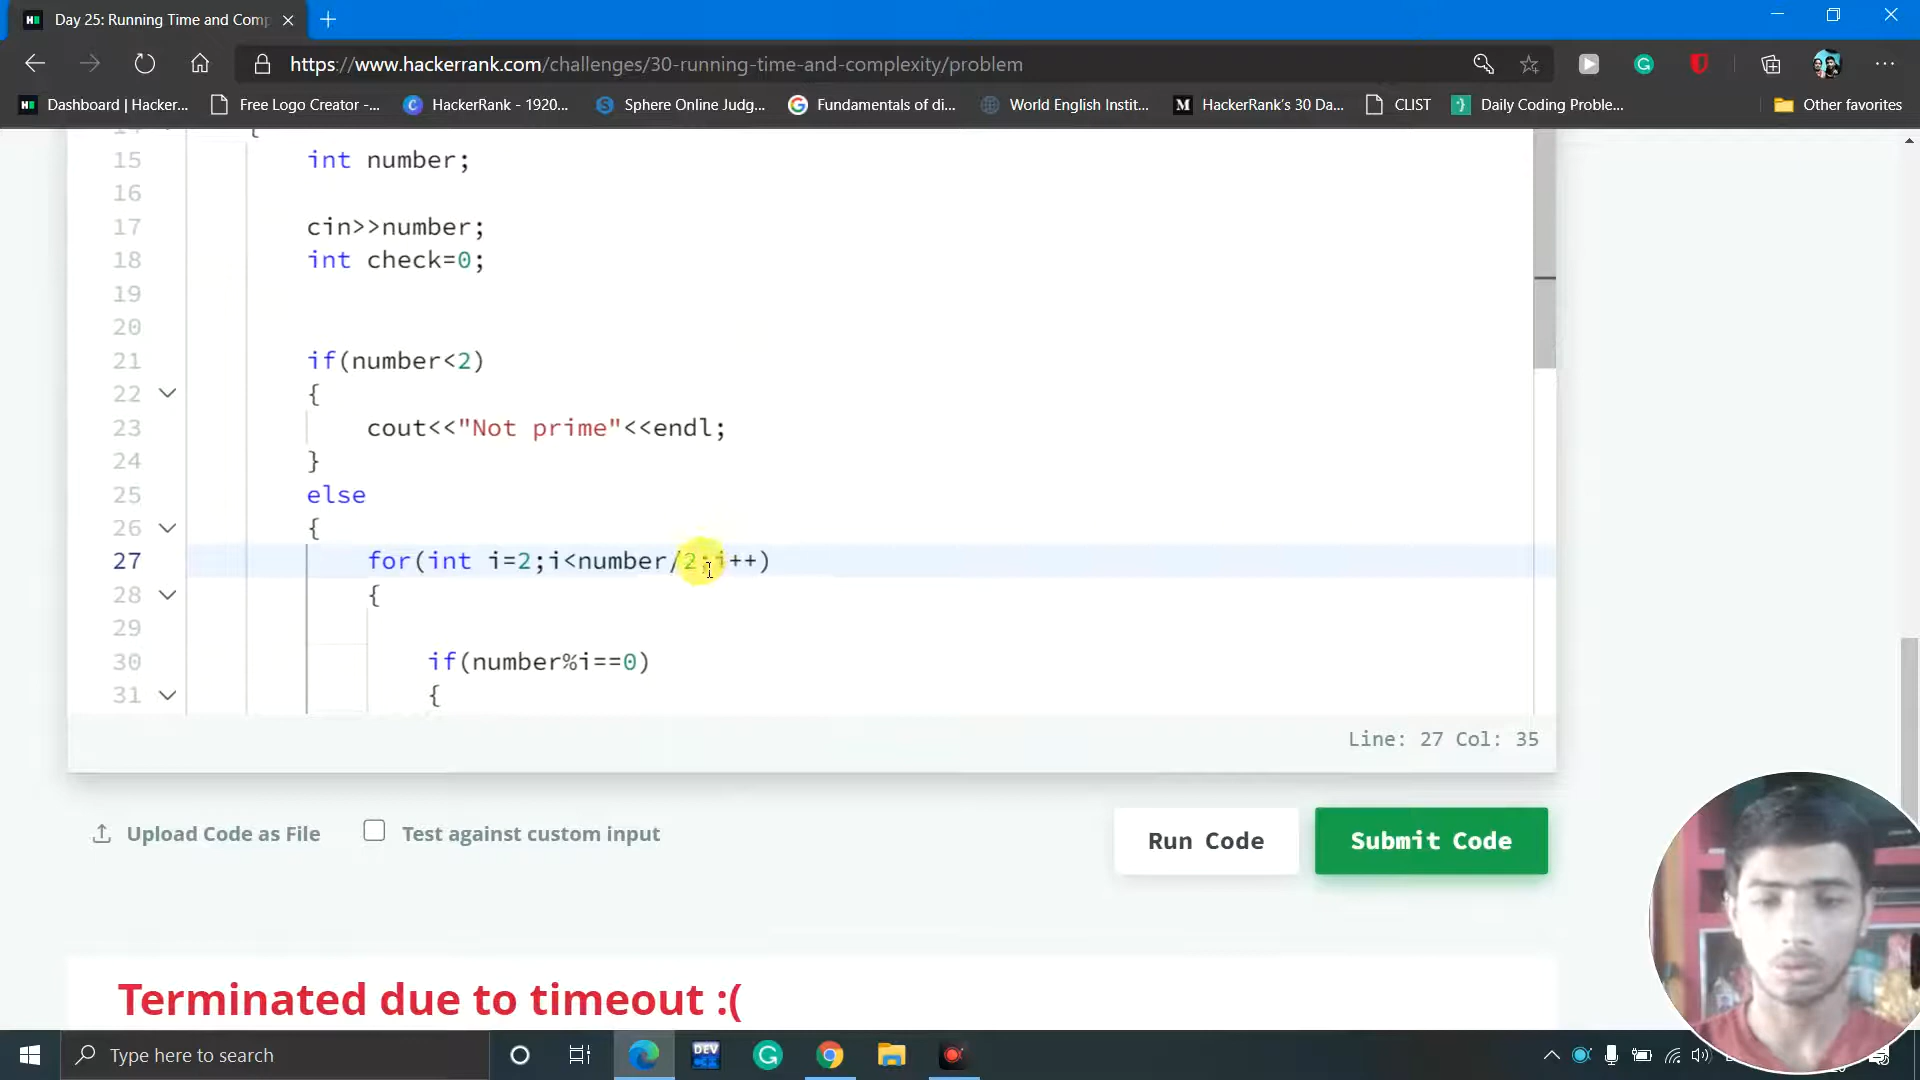 Day 25: Running Time and Comp
https://www.hackerrank.com/challenges/30-running-time-and-complexity/problem
Dashboard | Hacker... Free Logo Creator -... HackerRank - 1920... Sphere Online Judg... Fundamentals of di... World English Instit... HackerRank's 30 Da... CLIST Daily Coding Proble... Other favorites
14 {
15 int number;
16
17 cin>>number;
18 int check=0;
19
20
21 if(number<2)
22 {
23 cout<<"Not prime"<<endl;
24 }
25 else
26 {
27 for(int i=2;i<number/2;i++)
28 {
29
30 if(number%i==0)
31 {
Line: 27 Col: 35
Upload Code as File Test against custom input Run Code Submit Code
Terminated due to timeout :(
Type here to search DEV